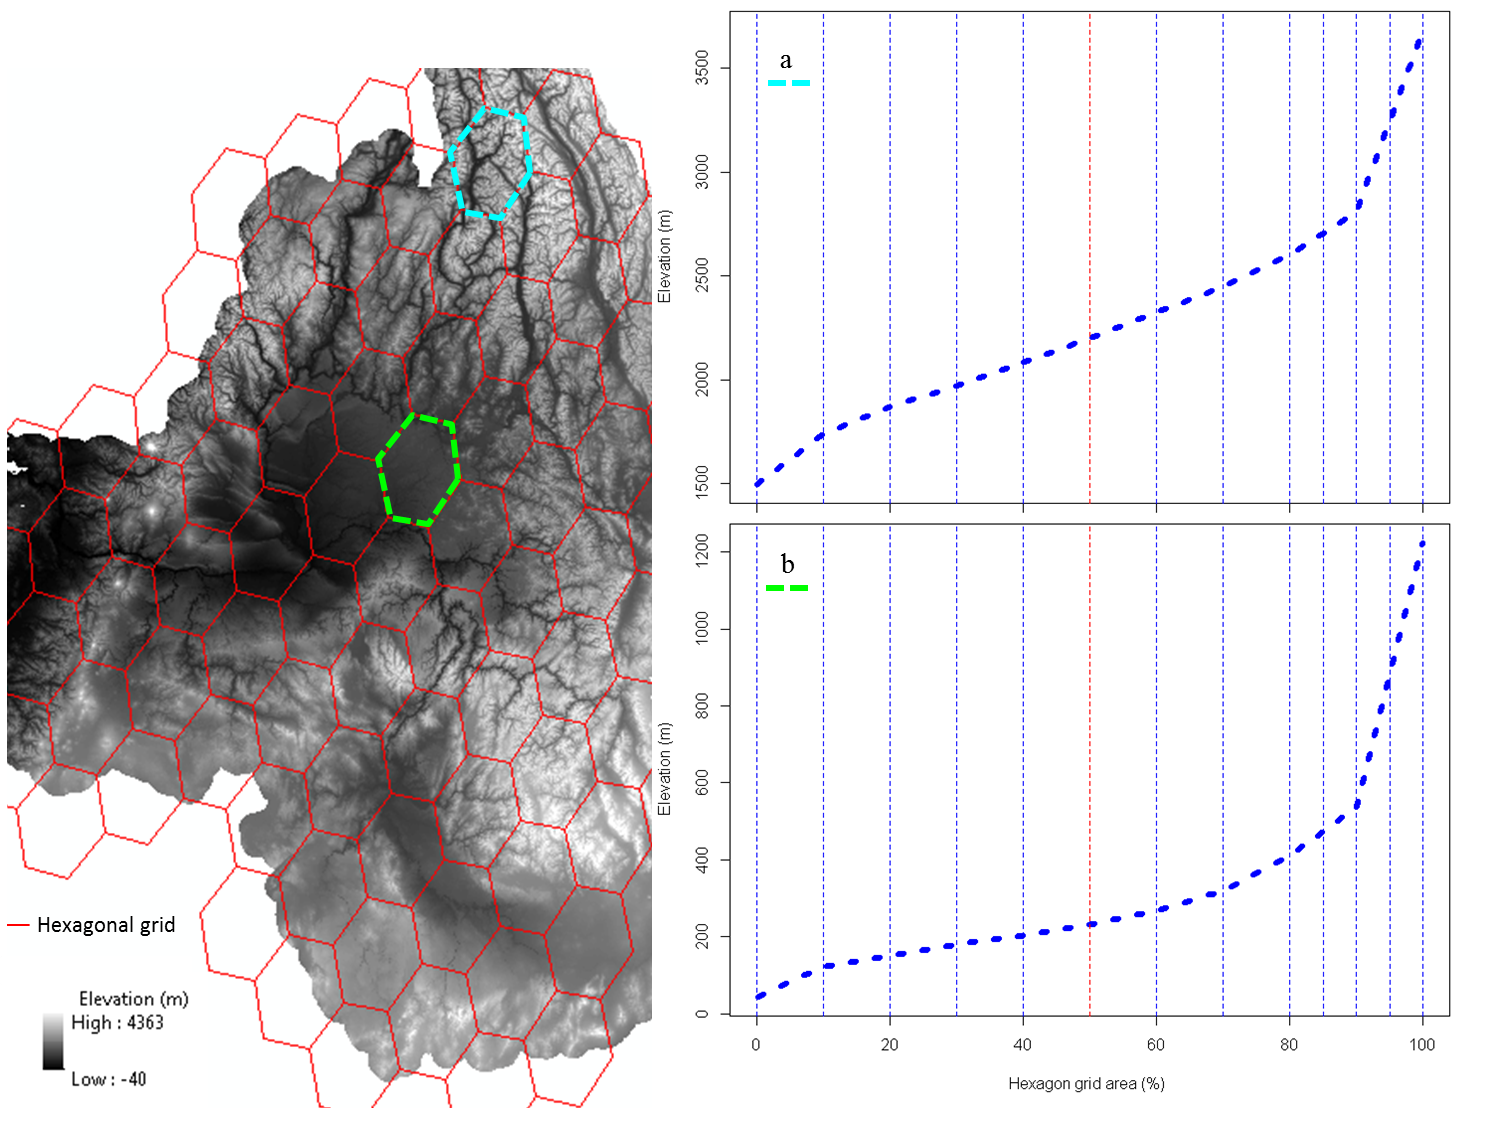 Hexagonal grid
Elevation (m)
High : 4363
Low : -40
a
Elevation (m)
3500
3000
2500
2000
1500
b
Elevation (m)
1200
1000
800
600
400
200
0
0 20 40 60 80 100
Hexagon grid area (%)